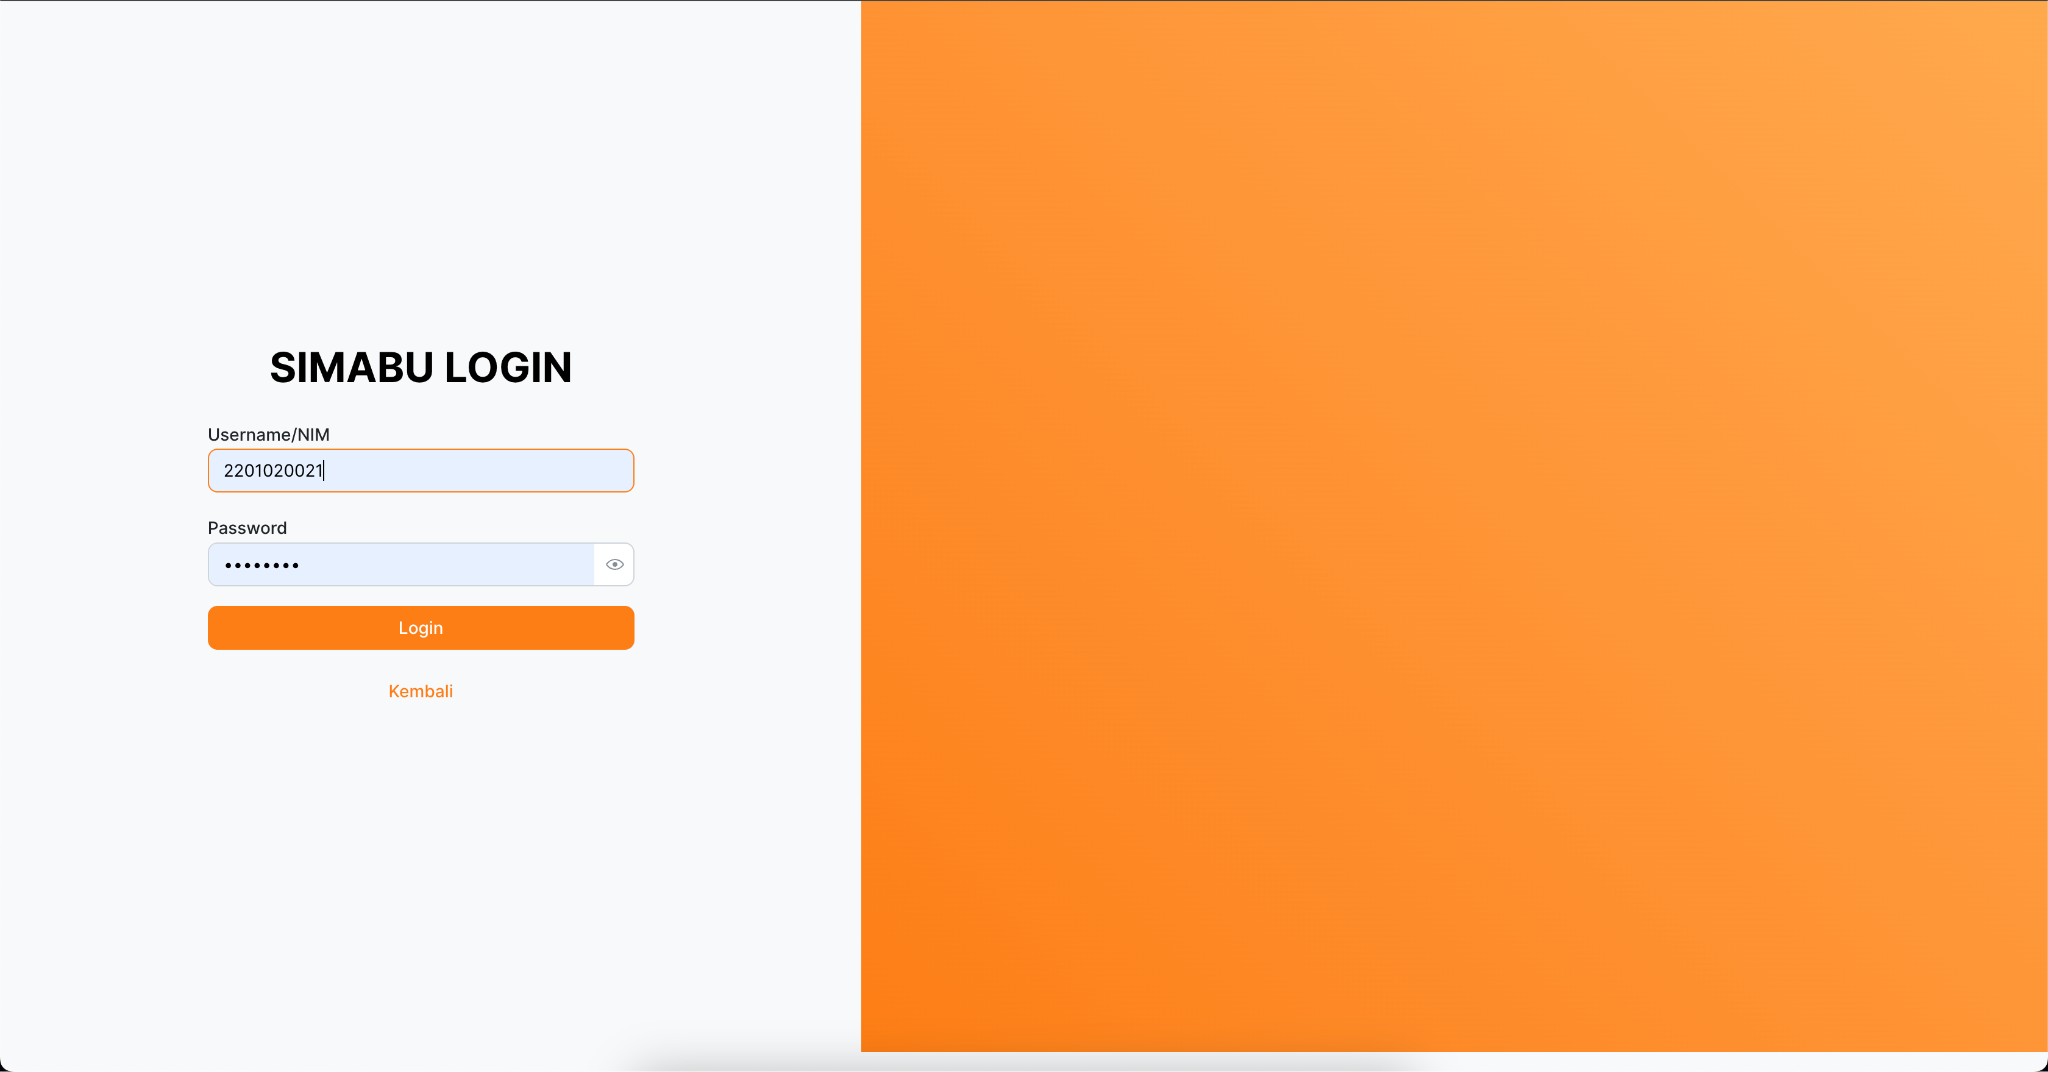 SIMABU LOGIN
Username/NIM
2201020021
Password
••••••••
Login
Kembali